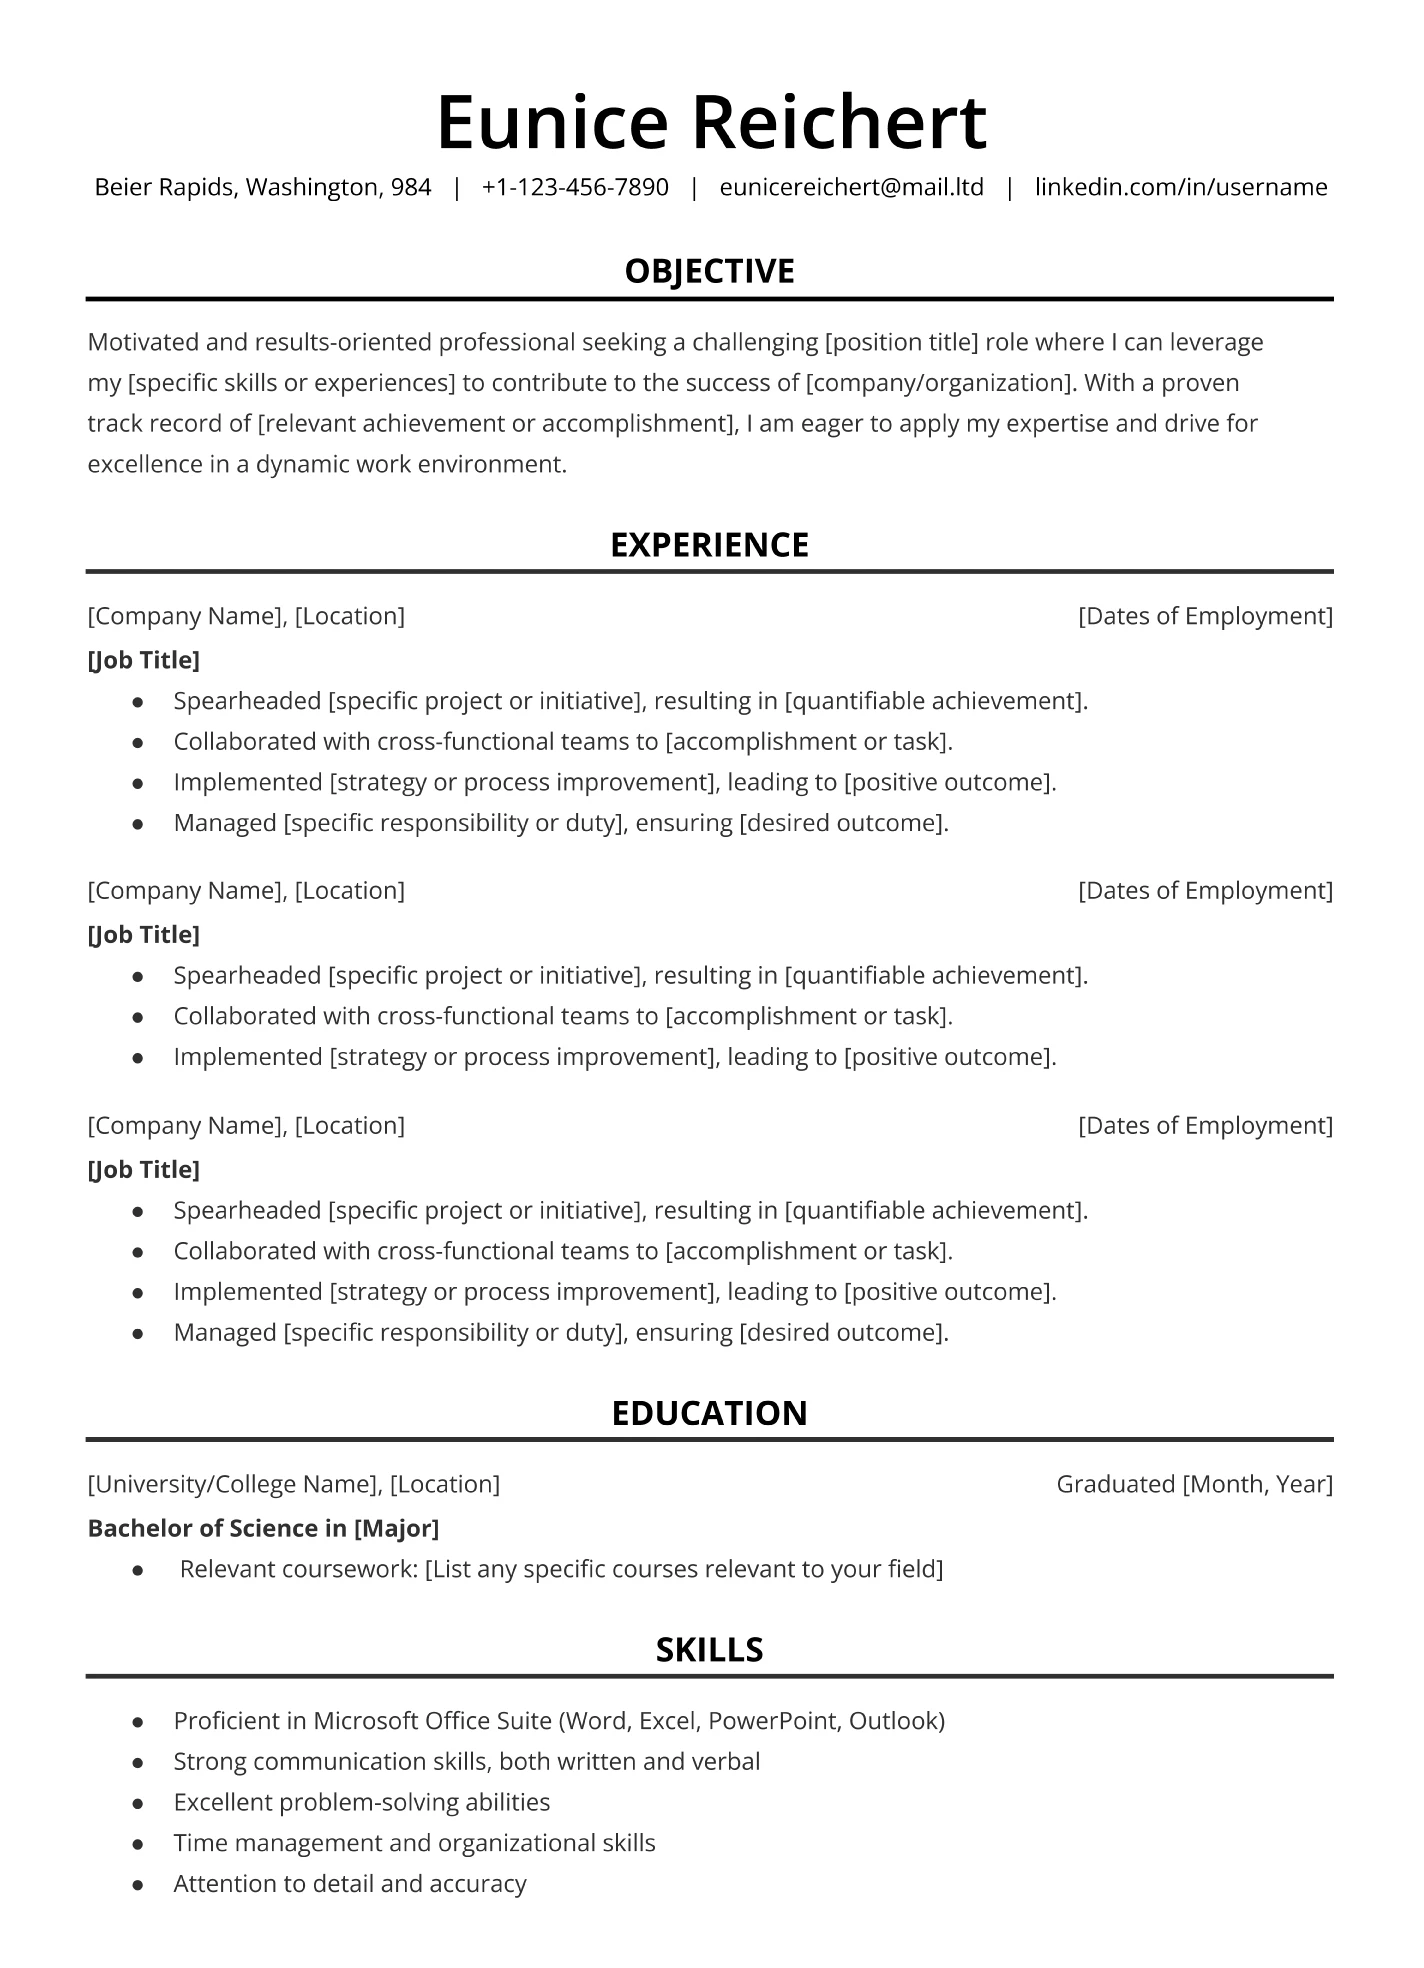 Eunice Reichert
Beier Rapids, Washington, 984 | +1-123-456-7890 | eunicereichert@mail.ltd | linkedin.com/in/username
OBJECTIVE
Motivated and results-oriented professional seeking a challenging [position title] role where I can leverage
my [specific skills or experiences] to contribute to the success of [company/organization]. With a proven
track record of [relevant achievement or accomplishment], I am eager to apply my expertise and drive for
excellence in a dynamic work environment.
EXPERIENCE
[Company Name], [Location] [Dates of Employment]
[Job Title]
● Spearheaded [specific project or initiative], resulting in [quantifiable achievement].
● Collaborated with cross-functional teams to [accomplishment or task].
● Implemented [strategy or process improvement], leading to [positive outcome].
● Managed [specific responsibility or duty], ensuring [desired outcome].
[Company Name], [Location] [Dates of Employment]
[Job Title]
● Spearheaded [specific project or initiative], resulting in [quantifiable achievement].
● Collaborated with cross-functional teams to [accomplishment or task].
● Implemented [strategy or process improvement], leading to [positive outcome].
[Company Name], [Location] [Dates of Employment]
[Job Title]
● Spearheaded [specific project or initiative], resulting in [quantifiable achievement].
● Collaborated with cross-functional teams to [accomplishment or task].
● Implemented [strategy or process improvement], leading to [positive outcome].
● Managed [specific responsibility or duty], ensuring [desired outcome].
EDUCATION
[University/College Name], [Location] Graduated [Month, Year]
Bachelor of Science in [Major]
● Relevant coursework: [List any specific courses relevant to your field]
SKILLS
● Proficient in Microsoft Office Suite (Word, Excel, PowerPoint, Outlook)
● Strong communication skills, both written and verbal
● Excellent problem-solving abilities
● Time management and organizational skills
● Attention to detail and accuracy